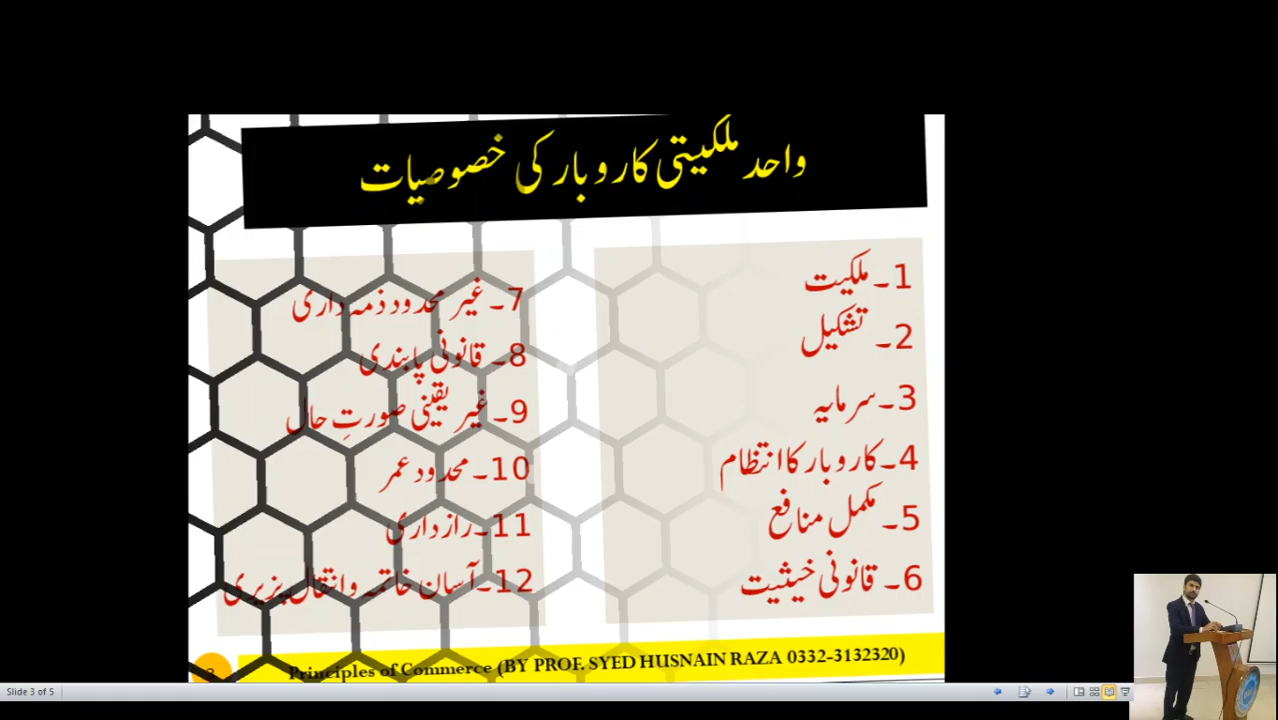 واحد ملکیتی کاروبار کی خصوصیات
1۔ ملکیت
2۔ تشکیل
3۔ سرمایہ
4۔ کاروبار کا انتظام
5۔ مکمل منافع
6۔ قانونی حیثیت
7۔ غیر محدود ذمہ داری
8۔ قانونی پابندی
9۔ غیر یقینی صورتِ حال
10۔ محدود عمر
11۔ رازداری
12۔ آسان خاتمہ و انتقال پزیری
3
Principles of Commerce (BY PROF. SYED HUSNAIN RAZA 0332-3132320)
Slide 3 of 5